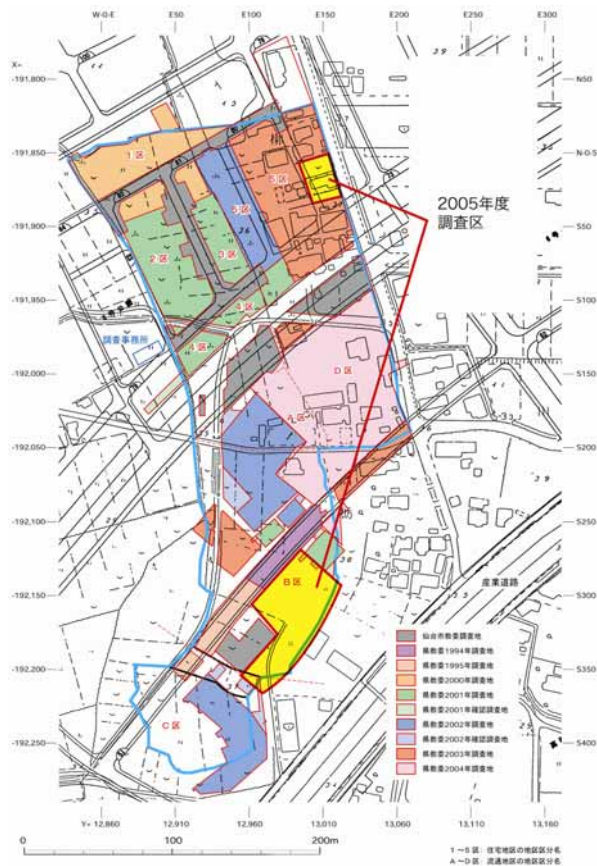 W-0-E E50 E100 E150 E200 E250 E300
X=
-191,800
N50
1区
-191,850
N-0-S
2005年度
調査区
5区
5区
-191,900
S50
2区
3区
-191,950
S100
4区
調査事務所
4区
-192,000
S150
D区
A区
-192,050
S200
-192,100
S250
B区
産業道路
-192,150
S300
仙台市教委調査地
県教委1994年調査地
県教委1995年調査地
-192,200
S350
県教委2000年調査地
県教委2001年調査地
県教委2001年確認調査地
C区
県教委2002年調査地
県教委2002年確認調査地
-192,250
S400
県教委2003年調査地
県教委2004年調査地
Y= 12,860 12,910 12,960 13,010 13,060 13,110 13,160
0 100 200m
1～5区：住宅地区の地区区分名
A～D区：流通地区の地区区分名